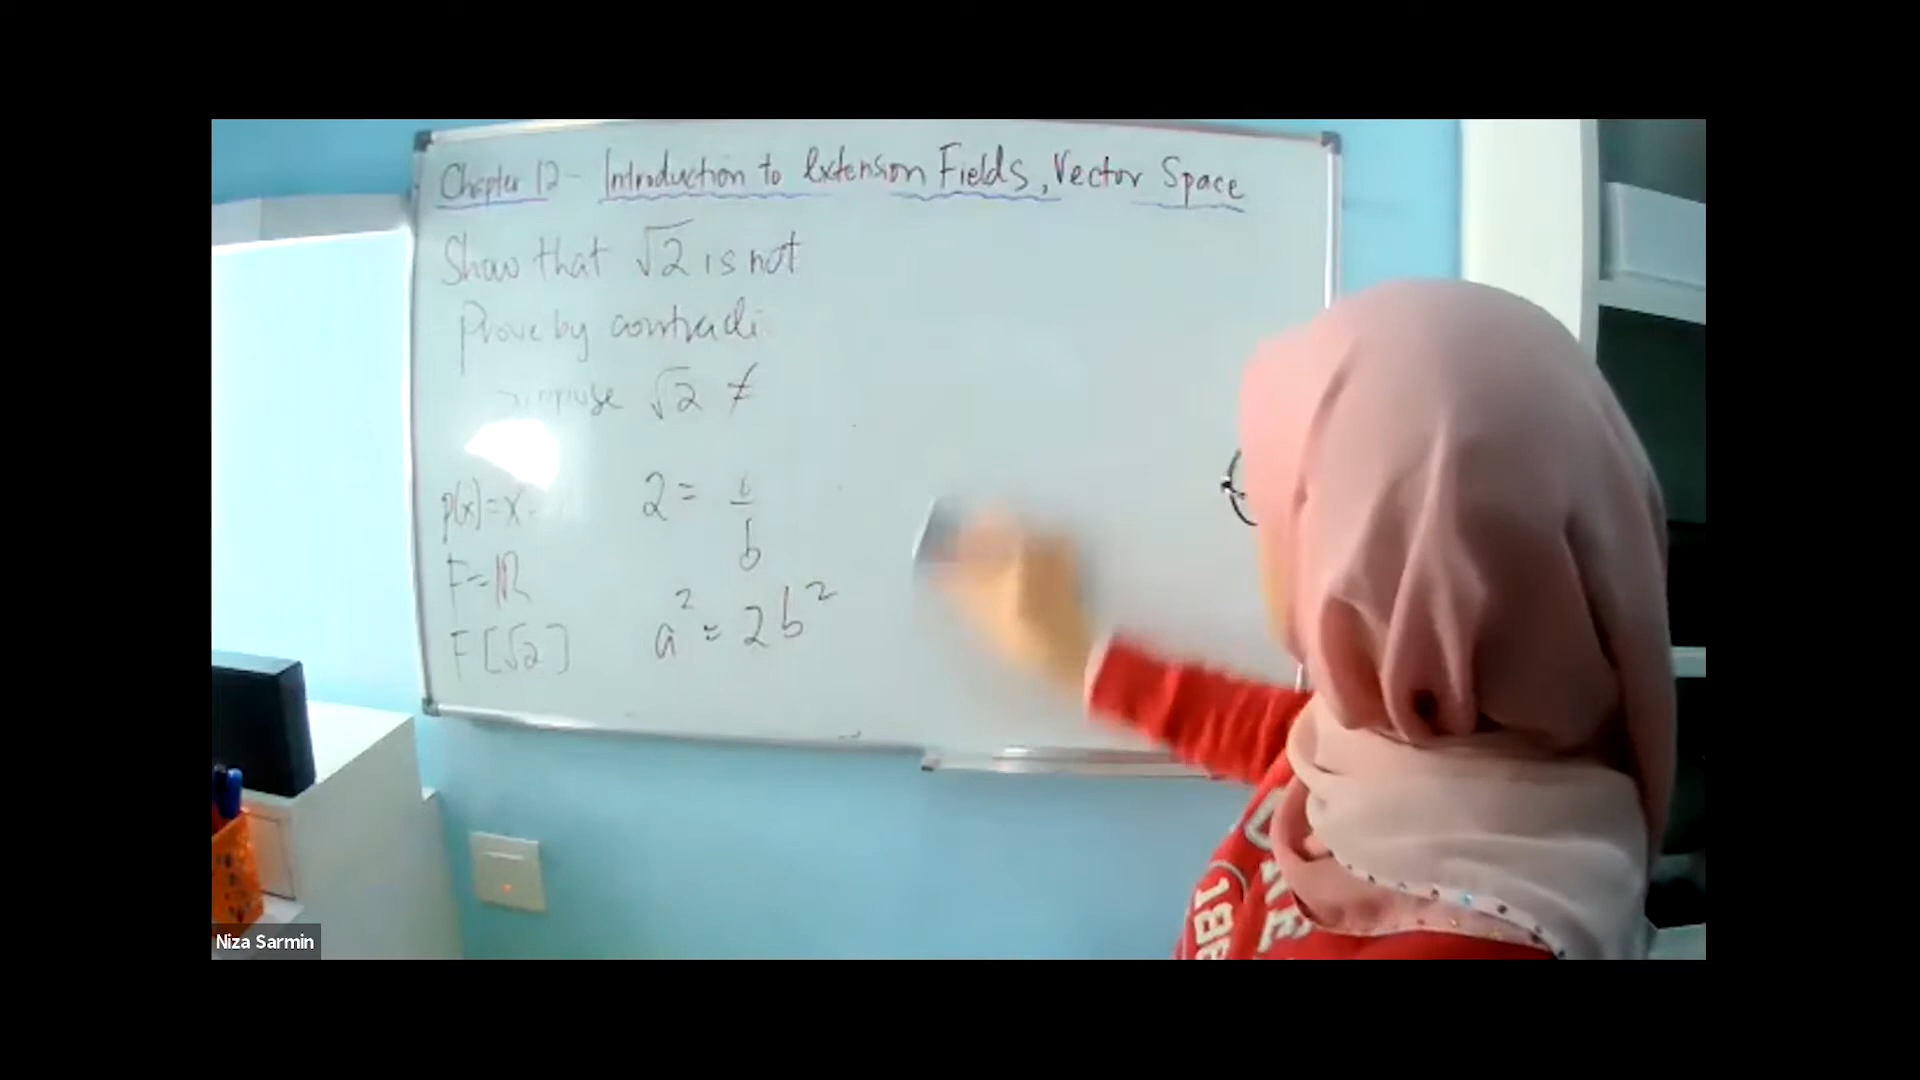 Chapter 12 - Introduction to Extension Fields, Vector Space
Show that √2 is not
Prove by contradi
suppose √2 ≠
p(x) = x -
2 =
b
F = IR
F [√2]
a² = 2b²
Niza Sarmin